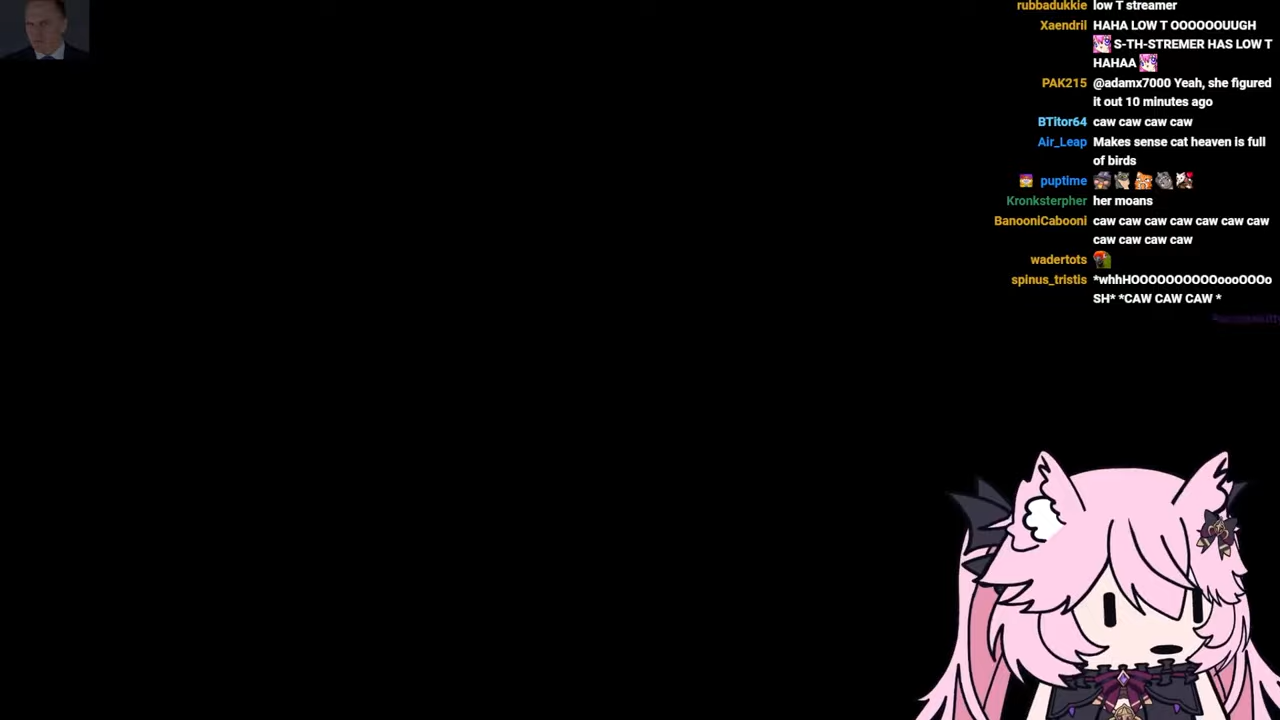 rubbadukkie low T streamer
Xaendril HAHA LOW T OOOOOOUUGH
S-TH-STREMER HAS LOW T
HAHAA
PAK215 @adamx7000 Yeah, she figured
it out 10 minutes ago
BTitor64 caw caw caw caw
Air_Leap Makes sense cat heaven is full
of birds
puptime
Kronksterpher her moans
BanooniCabooni caw caw caw caw caw caw caw
caw caw caw caw
wadertots
spinus_tristis *whhHOOOOOOOOOOoooOOOo
SH* *CAW CAW CAW *